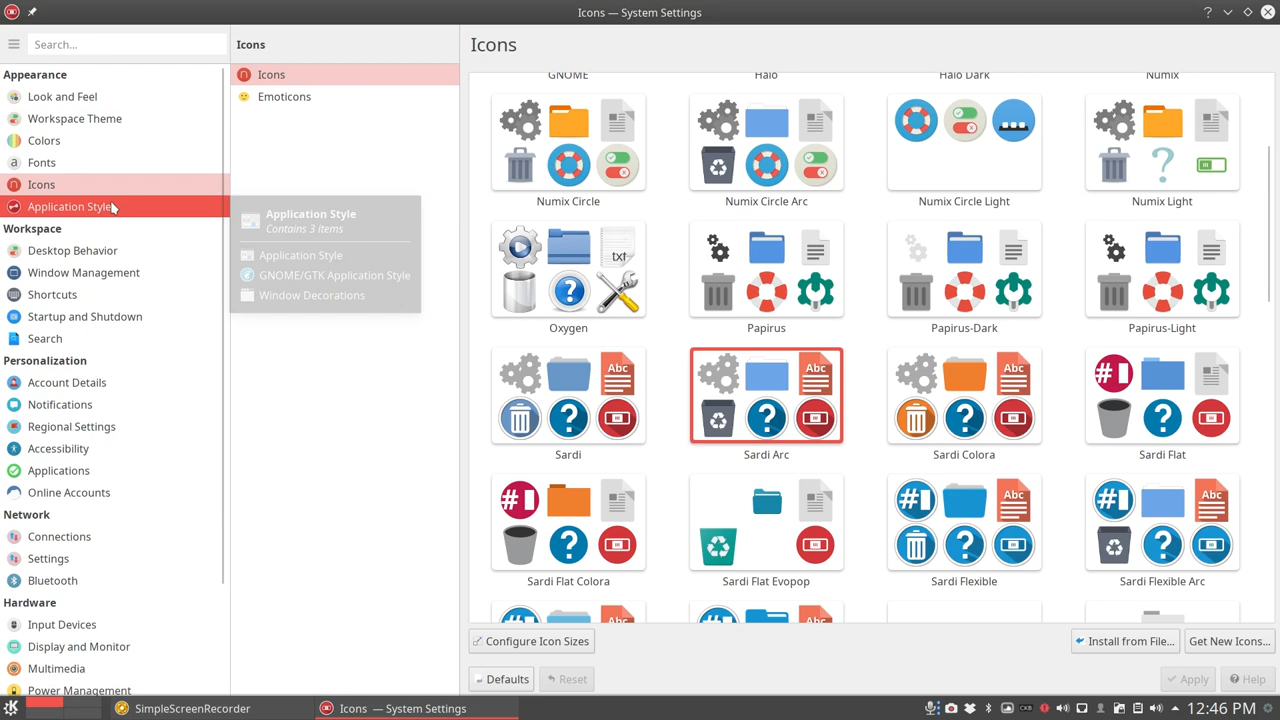 Icons — System Settings
Search...
Appearance
Look and Feel
Workspace Theme
Colors
a Fonts
Icons
Application Style
Workspace
Desktop Behavior
Window Management
Shortcuts
Startup and Shutdown
Search
Personalization
Account Details
Notifications
Regional Settings
Accessibility
Applications
Online Accounts
Network
Connections
Settings
Bluetooth
Hardware
Input Devices
Display and Monitor
Multimedia
Power Management
Icons
Icons
Emoticons
Application Style
Contains 3 items
Application Style
GNOME/GTK Application Style
Window Decorations
Icons
GNOME Halo Halo Dark Numix
Numix Circle Numix Circle Arc Numix Circle Light Numix Light
txt
Oxygen Papirus Papirus-Dark Papirus-Light
Abc Abc Abc #
Sardi Sardi Arc Sardi Colora Sardi Flat
# # Abc # Abc
Sardi Flat Colora Sardi Flat Evopop Sardi Flexible Sardi Flexible Arc
Configure Icon Sizes Install from File... Get New Icons...
Defaults Reset Apply ? Help
SimpleScreenRecorder Icons — System Settings 12:46 PM